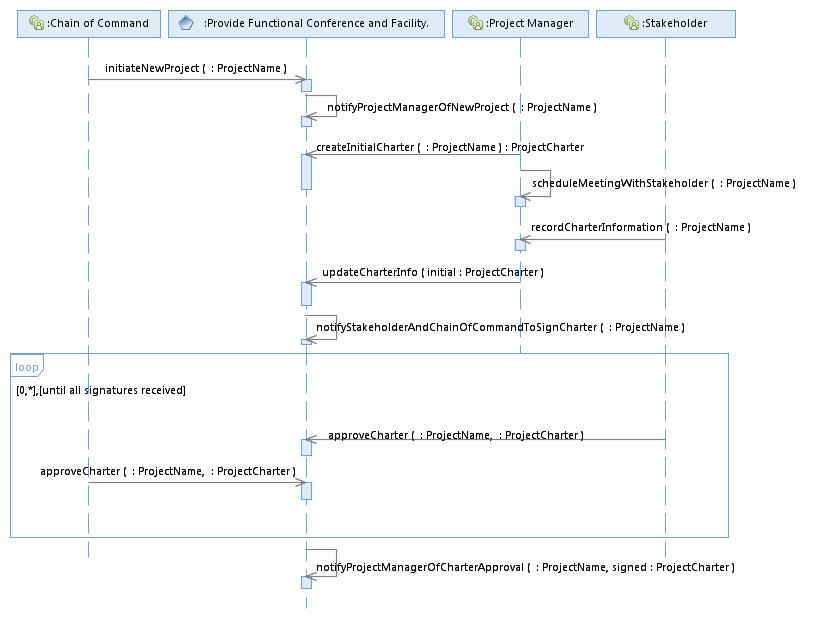 :Chain of Command
:Provide Functional Conference and Facility.
:Project Manager
:Stakeholder
initiateNewProject ( : ProjectName )
notifyProjectManagerOfNewProject ( : ProjectName )
createInitialCharter ( : ProjectName ) : ProjectCharter
scheduleMeetingWithStakeholder ( : ProjectName )
recordCharterInformation ( : ProjectName )
updateCharterInfo ( initial : ProjectCharter )
notifyStakeholderAndChainOfCommandToSignCharter ( : ProjectName )
loop
[0,*],[until all signatures received]
approveCharter ( : ProjectName, : ProjectCharter )
approveCharter ( : ProjectName, : ProjectCharter )
notifyProjectManagerOfCharterApproval ( : ProjectName, signed : ProjectCharter )